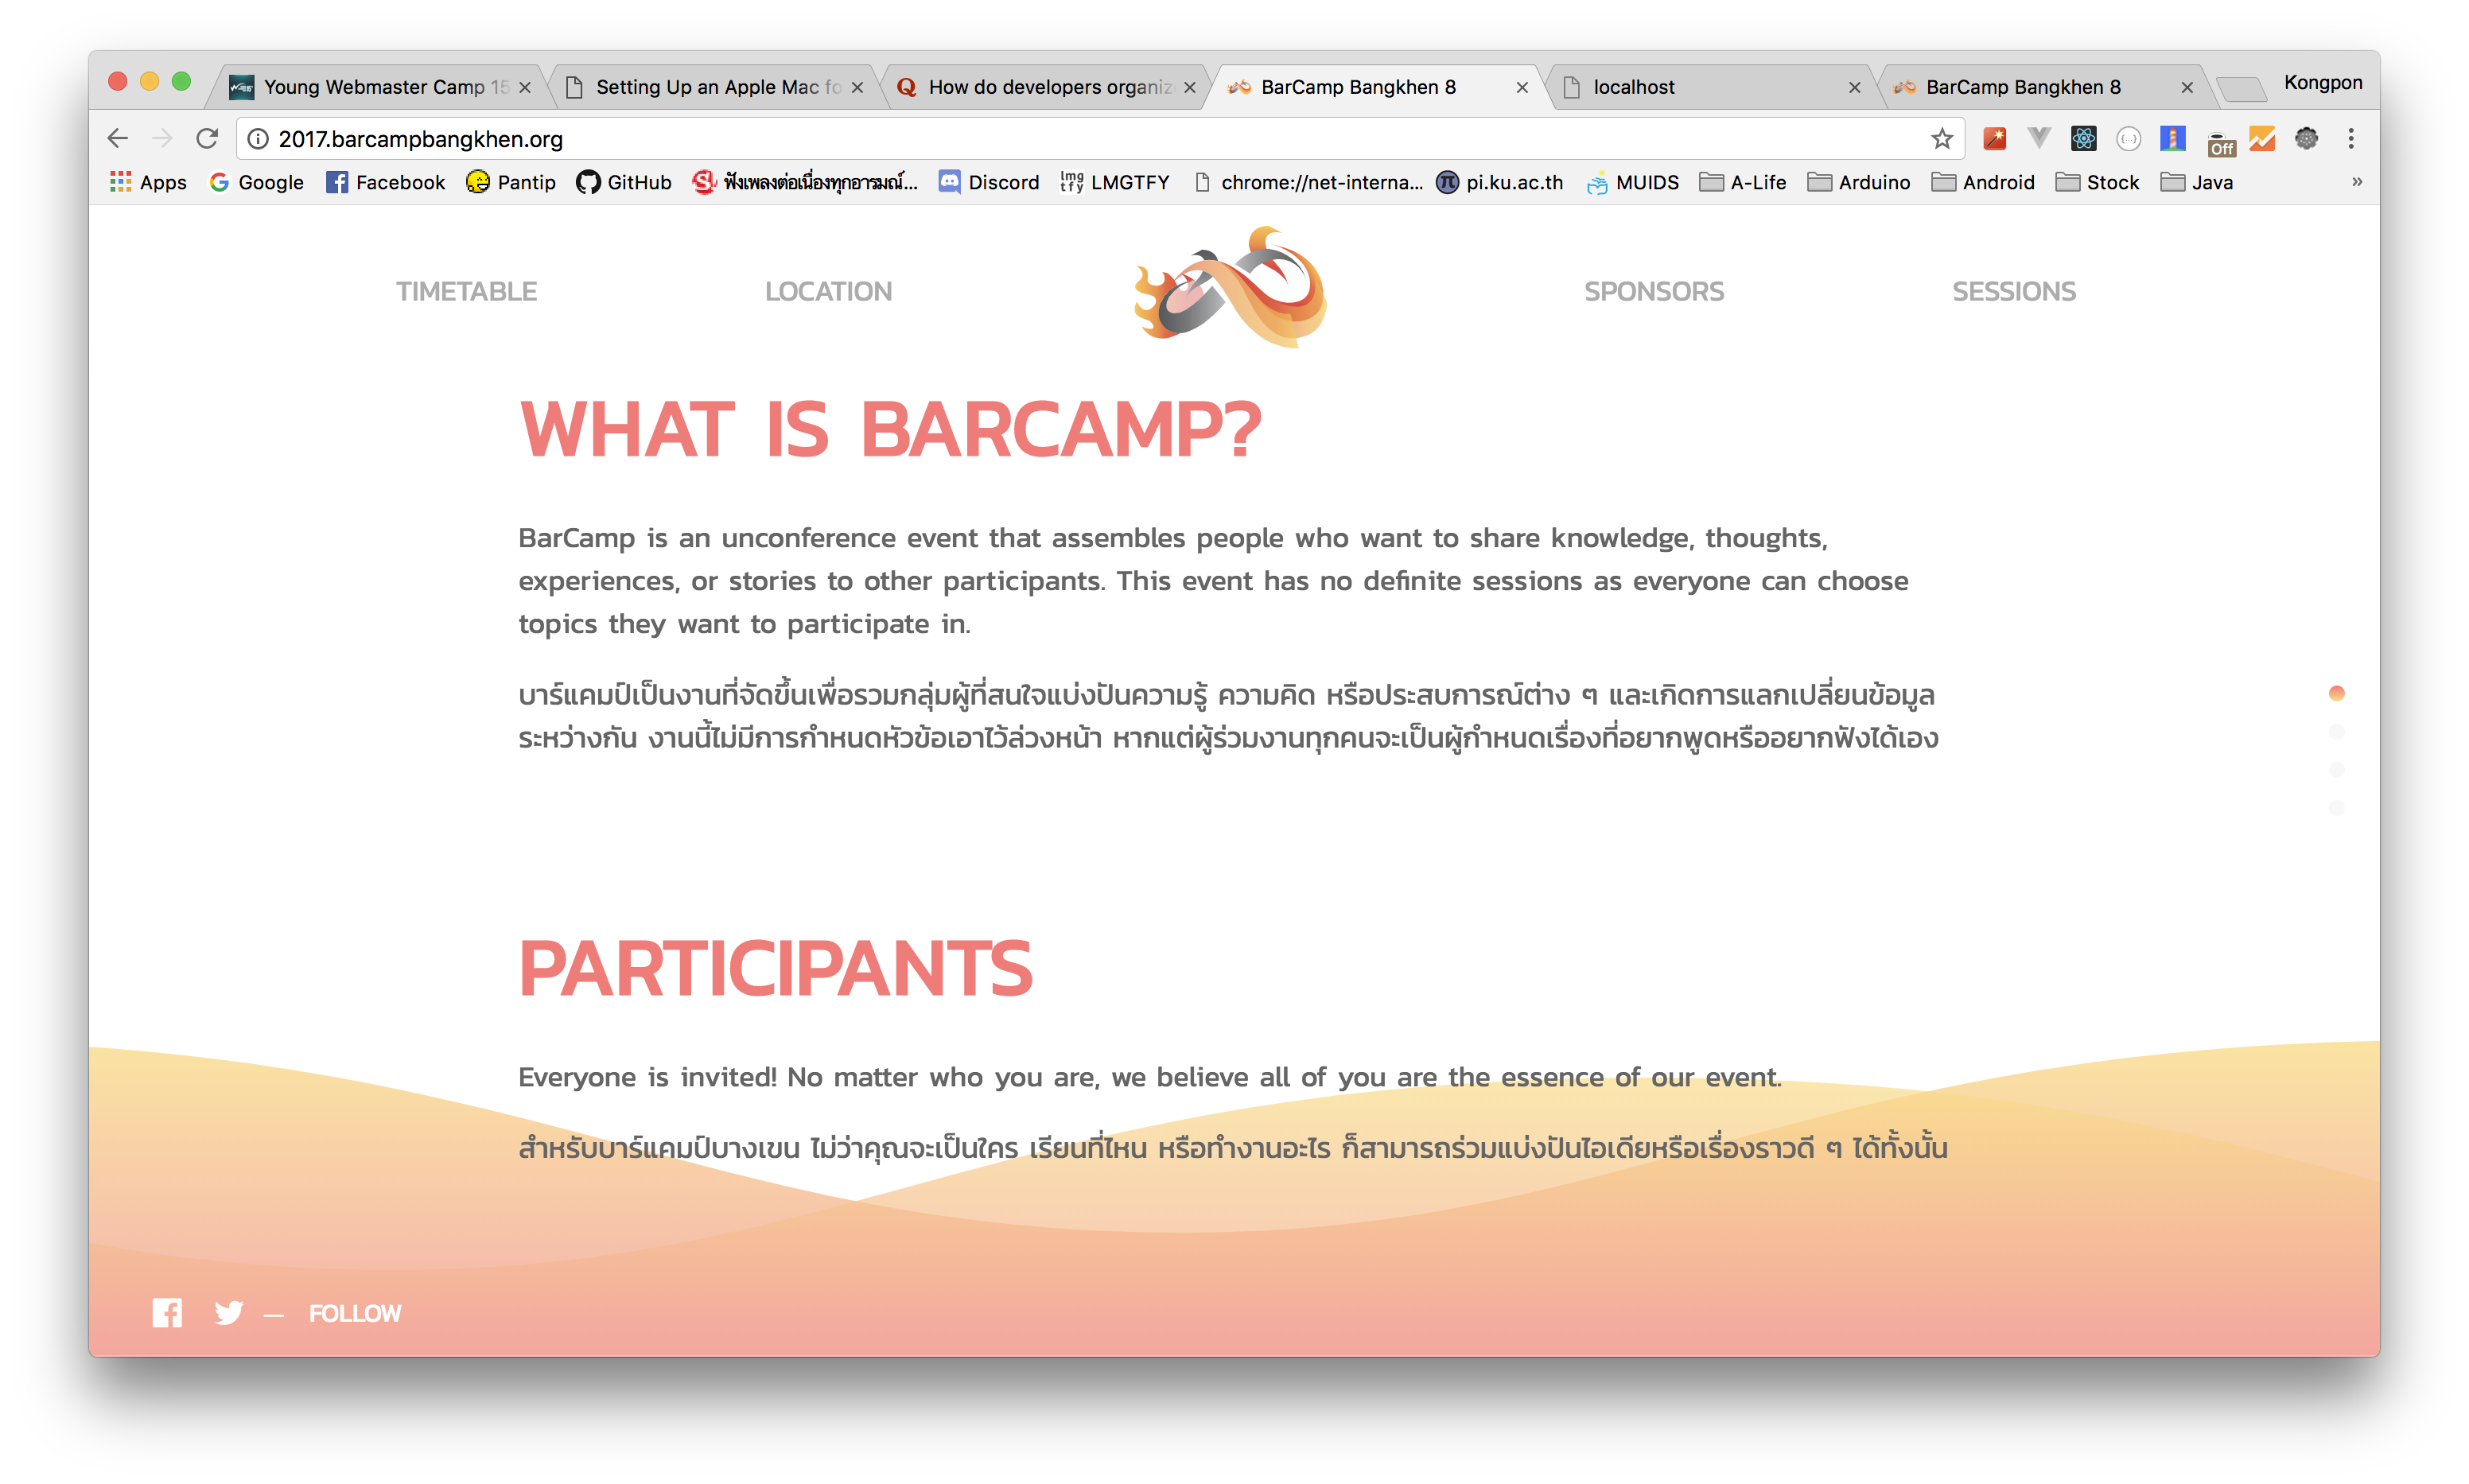 Young Webmaster Camp 15
Setting Up an Apple Mac fo
How do developers organiz
BarCamp Bangkhen 8
localhost
BarCamp Bangkhen 8
Kongpon
2017.barcampbangkhen.org
Off
Apps
Google
Facebook
Pantip
GitHub
ฟังเพลงต่อเนื่องทุกอารมณ์...
Discord
lmg
tfy
LMGTFY
chrome://net-interna...
pi.ku.ac.th
MUIDS
A-Life
Arduino
Android
Stock
Java
»
TIMETABLE
LOCATION
SPONSORS
SESSIONS
WHAT IS BARCAMP?
BarCamp is an unconference event that assembles people who want to share knowledge, thoughts,
experiences, or stories to other participants. This event has no definite sessions as everyone can choose
topics they want to participate in.
บาร์แคมป์เป็นงานที่จัดขึ้นเพื่อรวมกลุ่มผู้ที่สนใจแบ่งปันความรู้ ความคิด หรือประสบการณ์ต่าง ๆ และเกิดการแลกเปลี่ยนข้อมูล
ระหว่างกัน งานนี้ไม่มีการกำหนดหัวข้อเอาไว้ล่วงหน้า หากแต่ผู้ร่วมงานทุกคนจะเป็นผู้กำหนดเรื่องที่อยากพูดหรืออยากฟังได้เอง
PARTICIPANTS
Everyone is invited! No matter who you are, we believe all of you are the essence of our event.
สำหรับบาร์แคมป์บางเขน ไม่ว่าคุณจะเป็นใคร เรียนที่ไหน หรือทำงานอะไร ก็สามารถร่วมแบ่งปันไอเดียหรือเรื่องราวดี ๆ ได้ทั้งนั้น
— FOLLOW